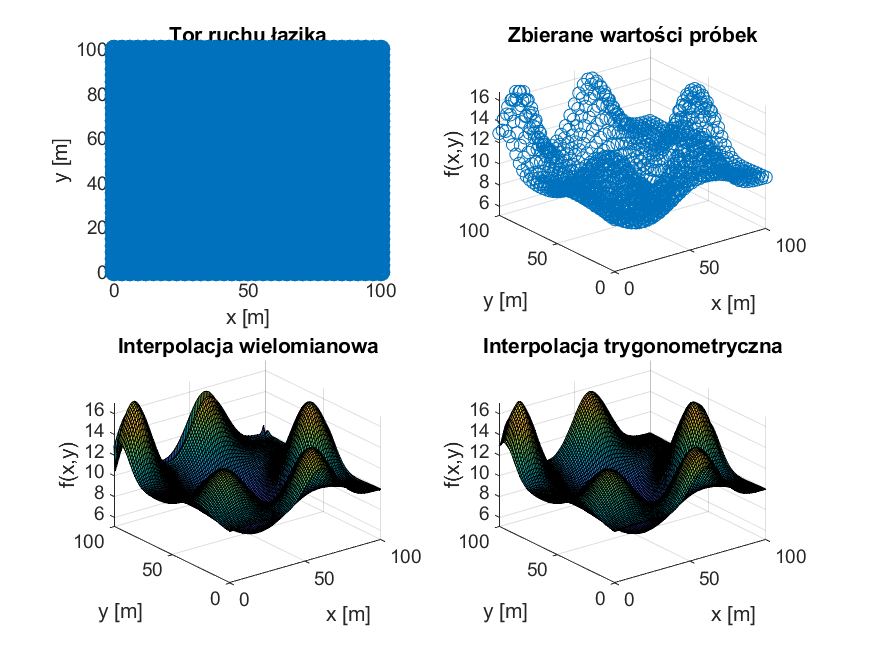 Tor ruchu łazika
100
80
60
40
20
0
y [m]
0 50 100
x [m]
Zbierane wartości próbek
16
14
12
10
8
6
f(x,y)
100
50
0
y [m]
0
50
100
x [m]
Interpolacja wielomianowa
16
14
12
10
8
6
f(x,y)
100
50
0
y [m]
0
50
100
x [m]
Interpolacja trygonometryczna
16
14
12
10
8
6
f(x,y)
100
50
0
y [m]
0
50
100
x [m]